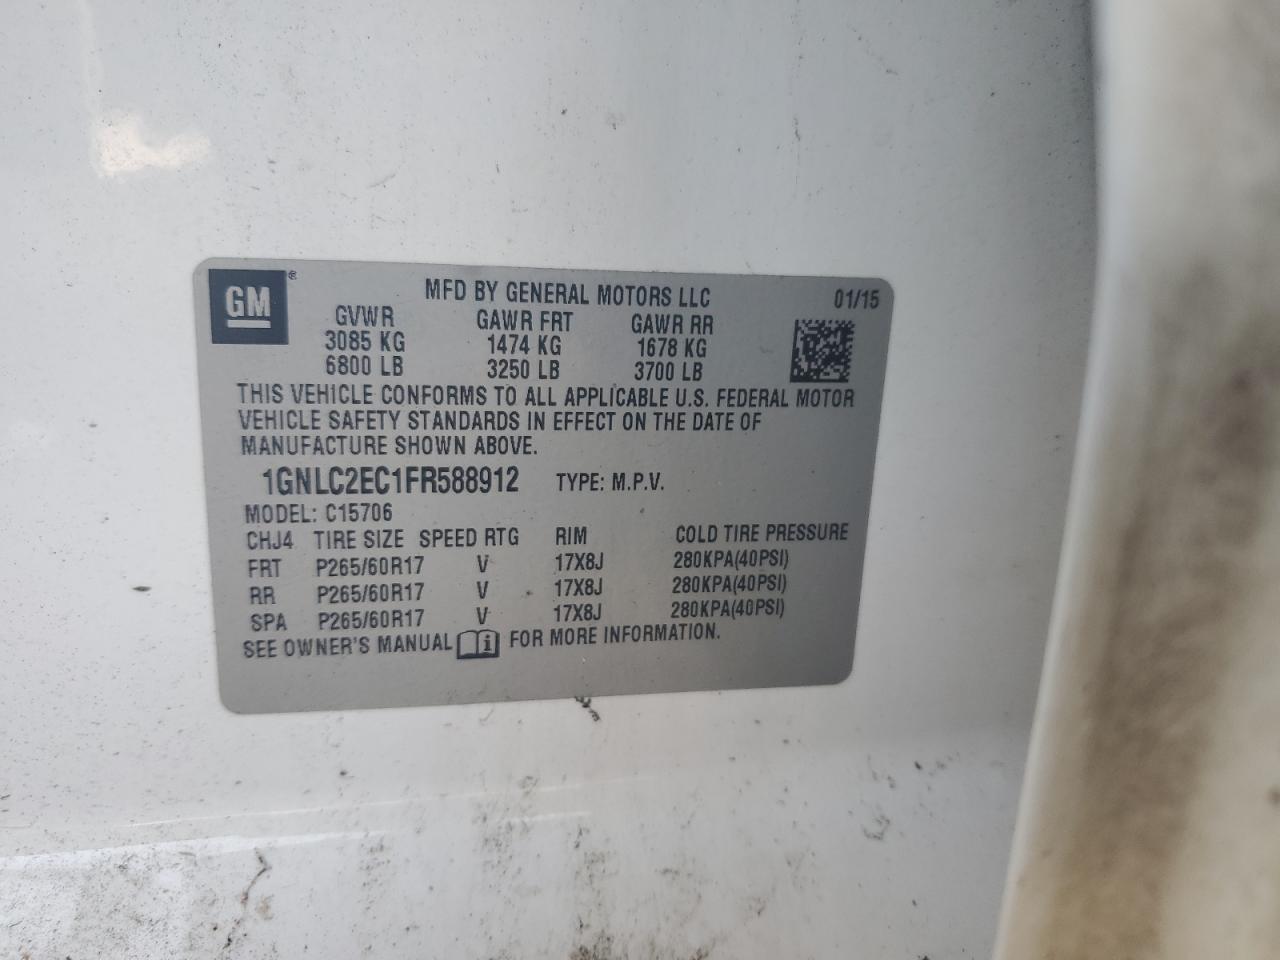 GM ®
MFD BY GENERAL MOTORS LLC 01/15
GVWR GAWR FRT GAWR RR
3085 KG 1474 KG 1678 KG
6800 LB 3250 LB 3700 LB
THIS VEHICLE CONFORMS TO ALL APPLICABLE U.S. FEDERAL MOTOR
VEHICLE SAFETY STANDARDS IN EFFECT ON THE DATE OF
MANUFACTURE SHOWN ABOVE.
1GNLC2EC1FR588912 TYPE: M.P.V.
MODEL: C15706
CHJ4 TIRE SIZE SPEED RTG RIM COLD TIRE PRESSURE
FRT P265/60R17 V 17X8J 280KPA(40PSI)
RR P265/60R17 V 17X8J 280KPA(40PSI)
SPA P265/60R17 V 17X8J 280KPA(40PSI)
SEE OWNER'S MANUAL i FOR MORE INFORMATION.